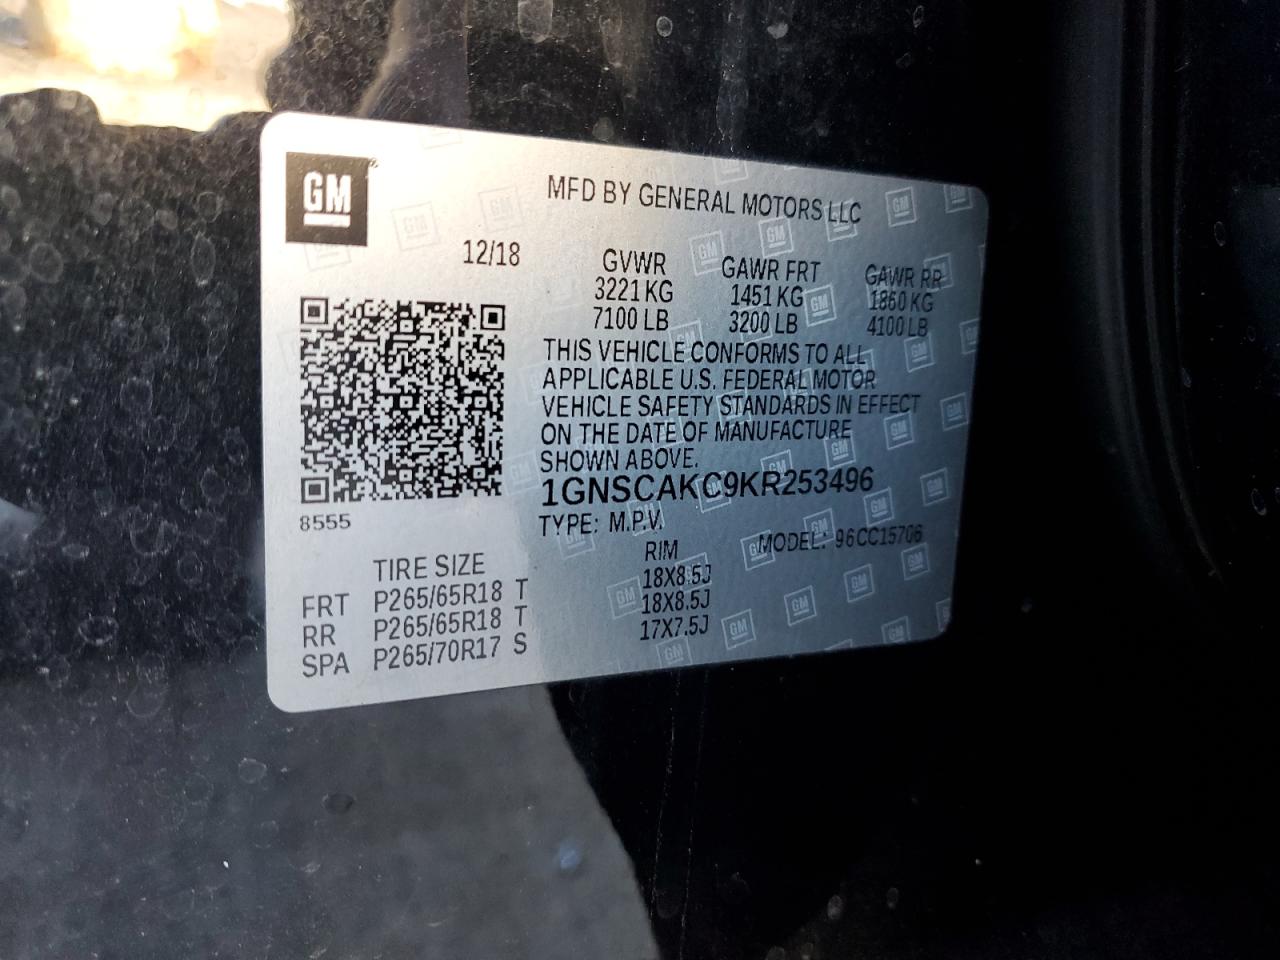 GM
MFD BY GENERAL MOTORS LLC
12/18 GVWR GAWR FRT GAWR RR
3221 KG 1451 KG 1860 KG
7100 LB 3200 LB 4100 LB
THIS VEHICLE CONFORMS TO ALL
APPLICABLE U.S. FEDERAL MOTOR
VEHICLE SAFETY STANDARDS IN EFFECT
ON THE DATE OF MANUFACTURE
SHOWN ABOVE.
1GNSCAKC9KR253496
8555
TYPE: M.P.V. MODEL: 96CC15706
TIRE SIZE RIM
FRT P265/65R18 T 18X8.5J
RR P265/65R18 T 18X8.5J
SPA P265/70R17 S 17X7.5J